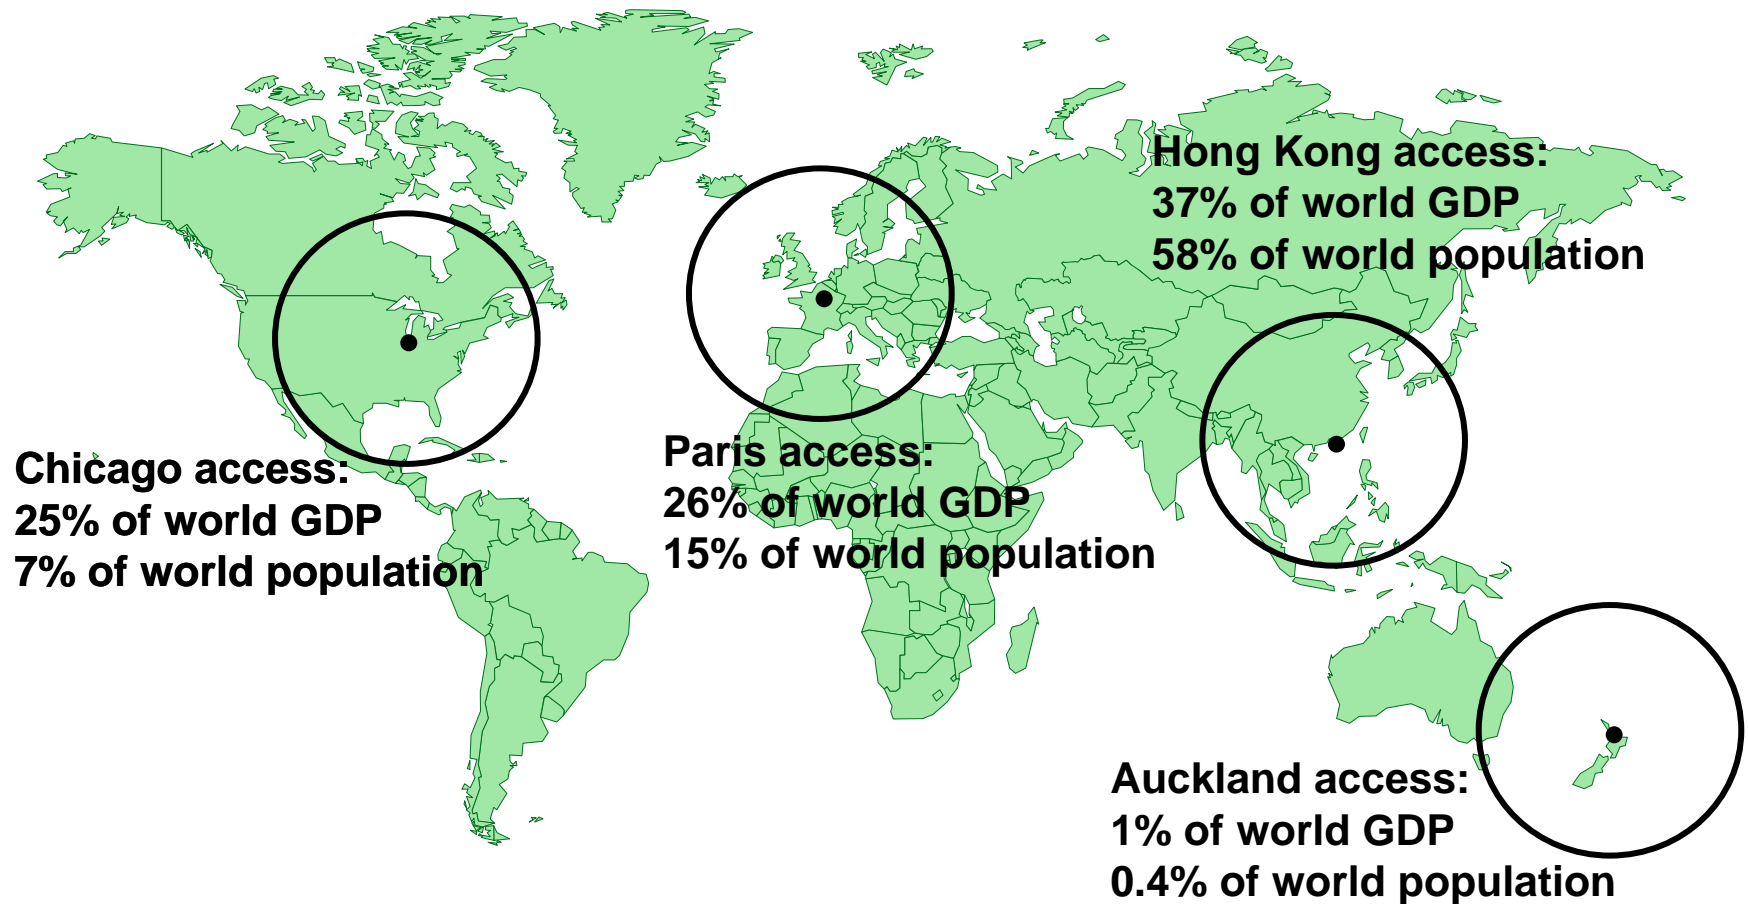 Hong Kong access:
37% of world GDP
58% of world population
Chicago access:
25% of world GDP
7% of world population
Paris access:
26% of world GDP
15% of world population
Auckland access:
1% of world GDP
0.4% of world population